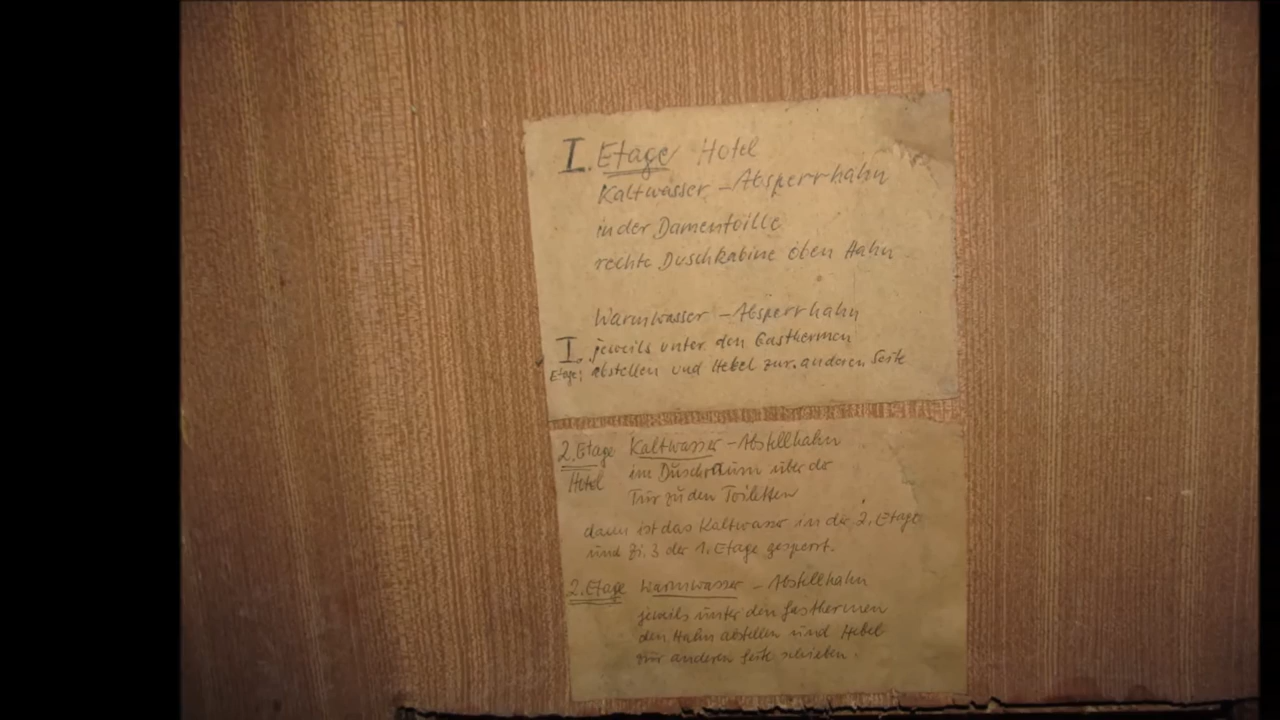 I. Etage Hotel
Kaltwasser - Absperrhahn
in der Damentoille
rechte Duschkabine oben Hahn
Warmwasser - Absperrhahn
I. jeweils unter den Gasthermen
Etage: abstellen und Hebel zur anderen Seite
2. Etage Kaltwasser - Abstellhahn
Hotel im Duschraum über der
Tür zu den Toiletten
dann ist das Kaltwasser in der 2. Etage
und Zi. 3 der 1. Etage gesperrt.
2. Etage Warmwasser - Abstellhahn
jeweils unter den Gasthermen
den Hahn abstellen und Hebel
zur anderen Seite schieben.